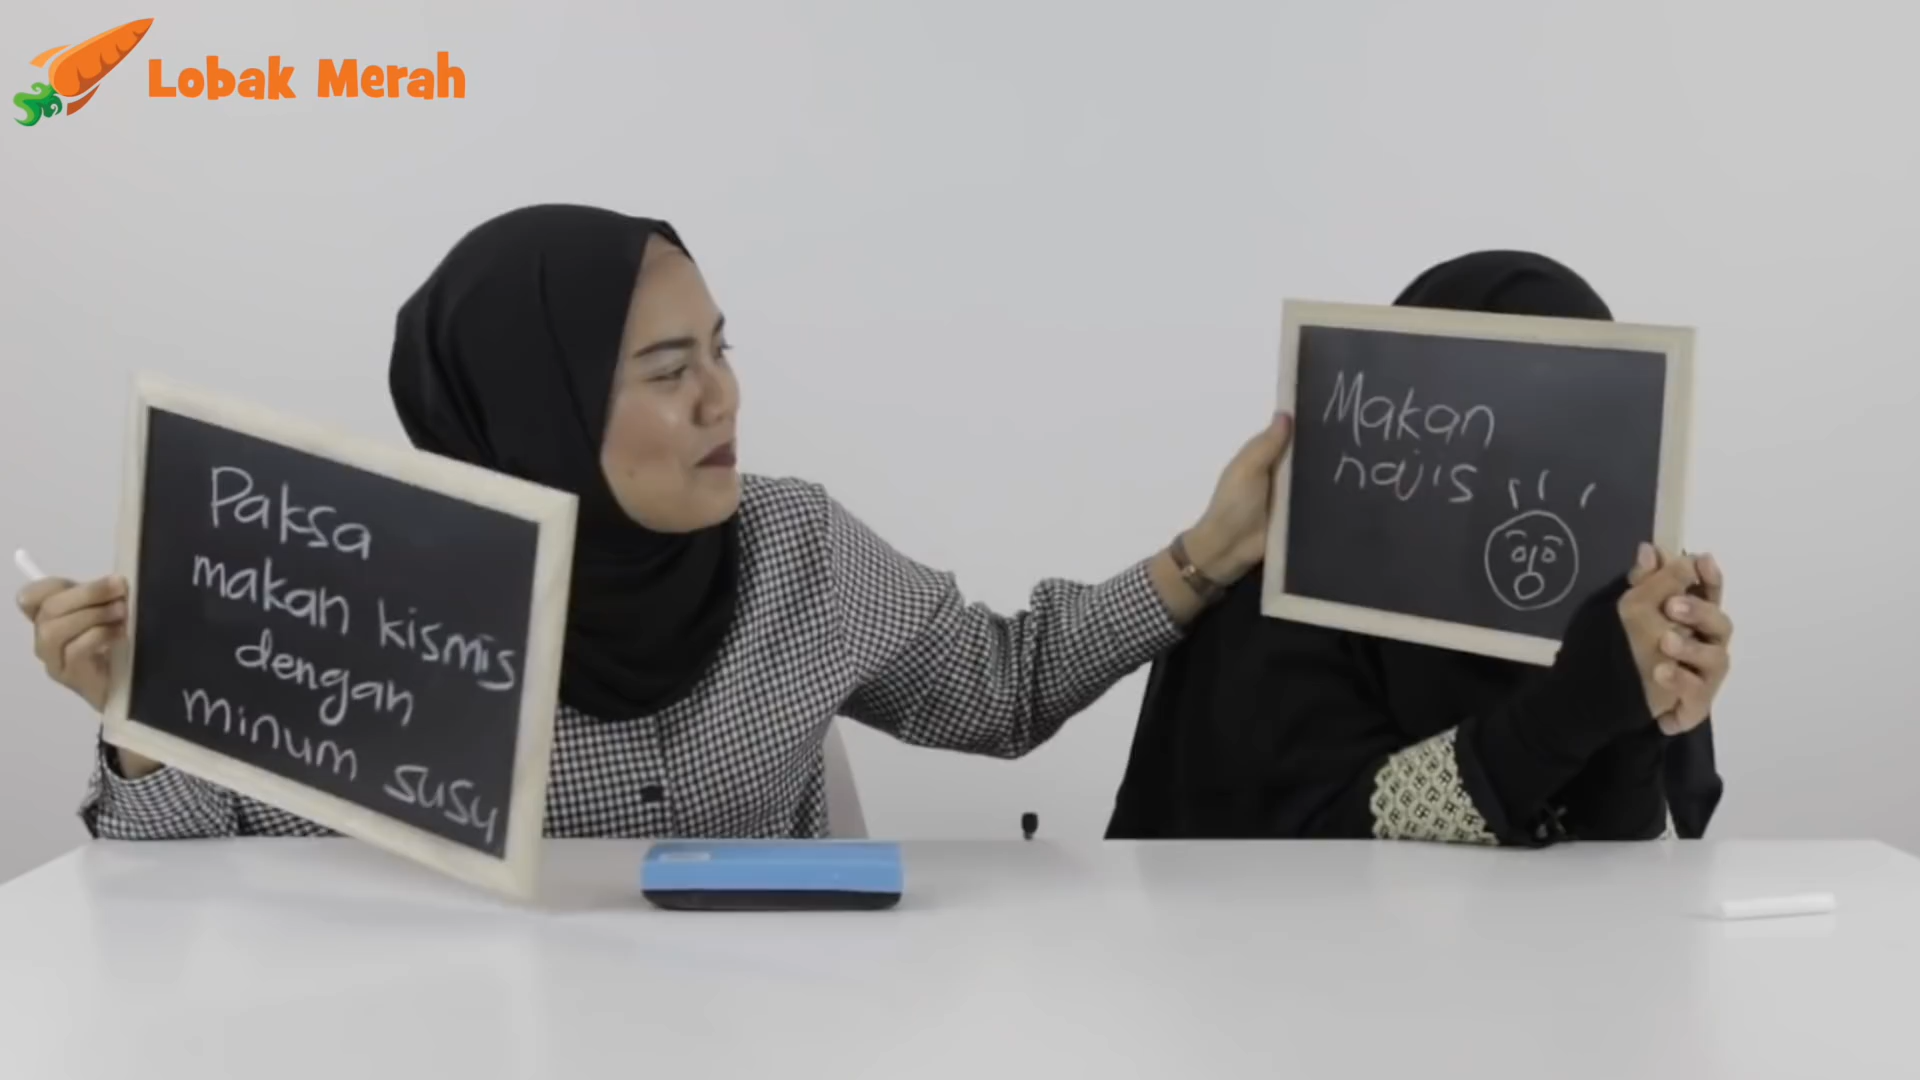 Lobak Merah
Paksa
makan kismis
dengan
minum susu
Makan
najis